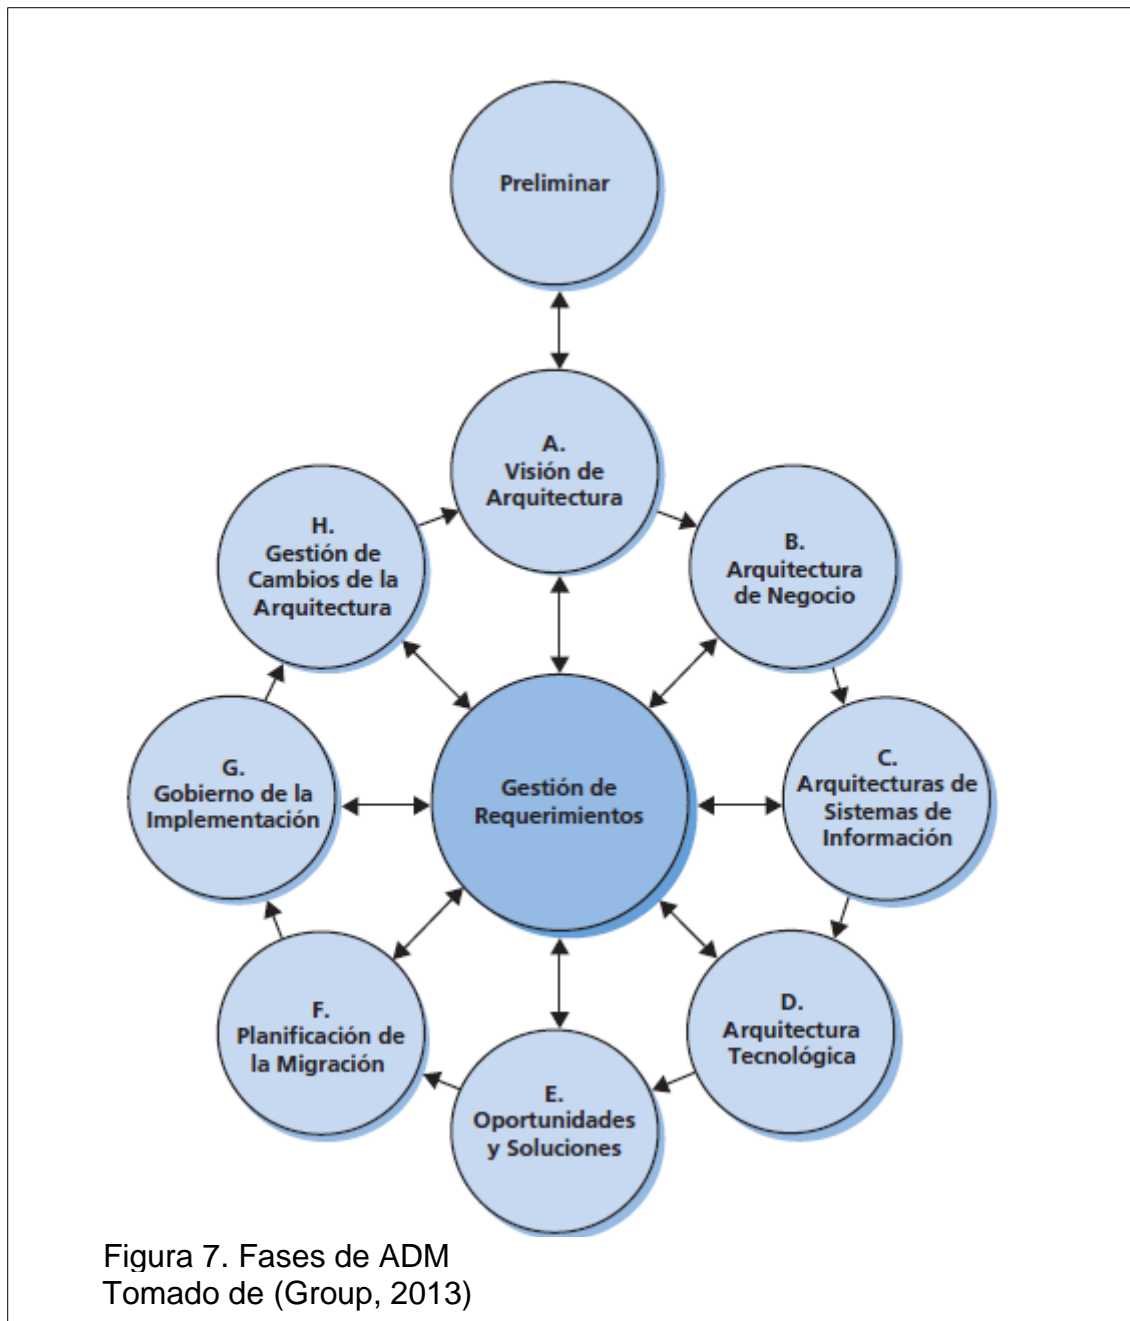 Preliminar
A.
Visión de
Arquitectura
B.
Arquitectura
de Negocio
C.
Arquitecturas de
Sistemas de
Información
D.
Arquitectura
Tecnológica
E.
Oportunidades
y Soluciones
F.
Planificación de
la Migración
G.
Gobierno de la
Implementación
H.
Gestión de
Cambios de la
Arquitectura
Gestión de
Requerimientos
Figura 7. Fases de ADM
Tomado de (Group, 2013)